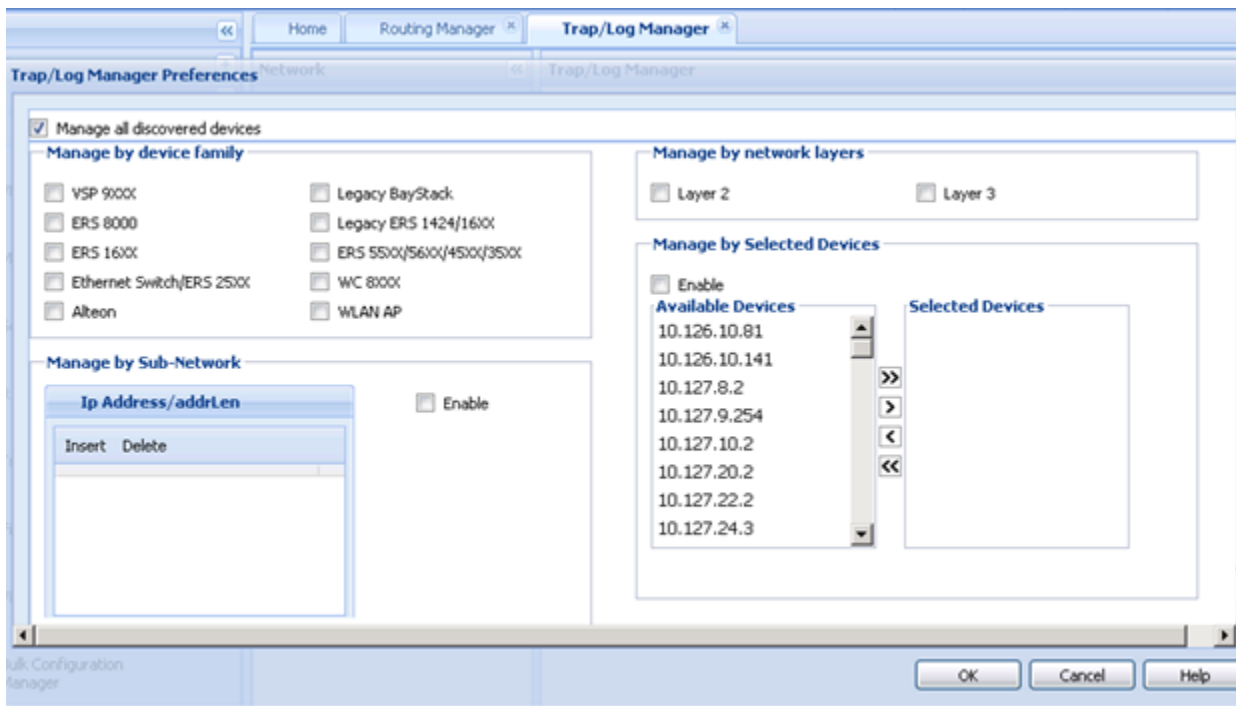 Home Routing Manager Trap/Log Manager
Network Trap/Log Manager
Trap/Log Manager Preferences
Manage all discovered devices
Manage by device family
VSP 9XXX Legacy BayStack
ERS 8000 Legacy ERS 1424/16XX
ERS 16XX ERS 55XX/56XX/45XX/35XX
Ethernet Switch/ERS 25XX WC 8XXX
Alteon WLAN AP
Manage by Sub-Network
Ip Address/addrLen Enable
Insert Delete
Manage by network layers
Layer 2 Layer 3
Manage by Selected Devices
Enable
Available Devices Selected Devices
10.126.10.81
10.126.10.141
10.127.8.2
>>
10.127.9.254
>
10.127.10.2
<
10.127.20.2
<<
10.127.22.2
10.127.24.3
Configuration
OK Cancel Help